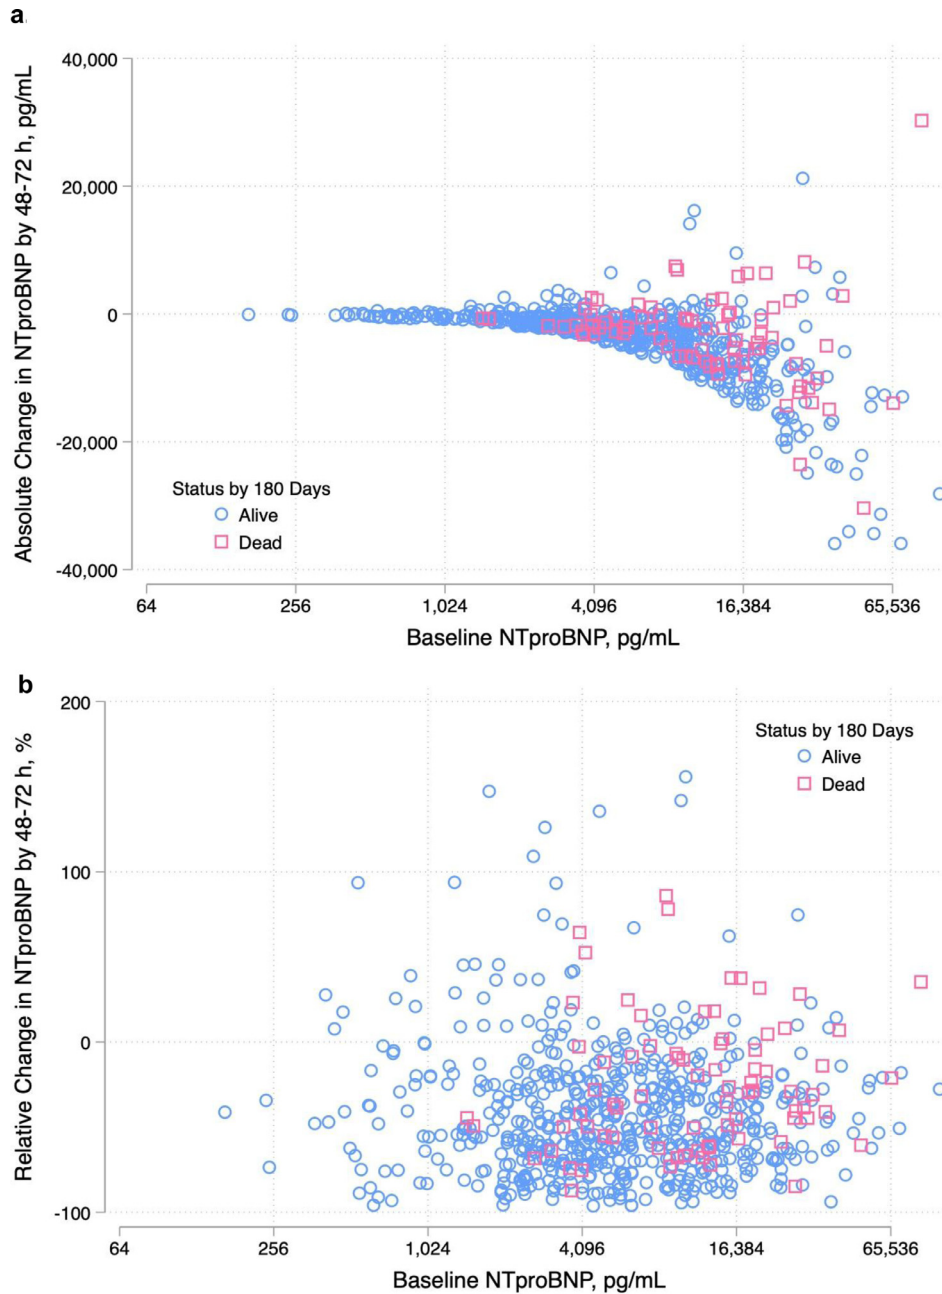 a
40,000
20,000
0
-20,000
-40,000
Absolute Change in NTproBNP by 48-72 h, pg/mL
Status by 180 Days
Alive
Dead
64 256 1,024 4,096 16,384 65,536
Baseline NTproBNP, pg/mL
b
200
100
0
-100
Relative Change in NTproBNP by 48-72 h, %
Status by 180 Days
Alive
Dead
64 256 1,024 4,096 16,384 65,536
Baseline NTproBNP, pg/mL